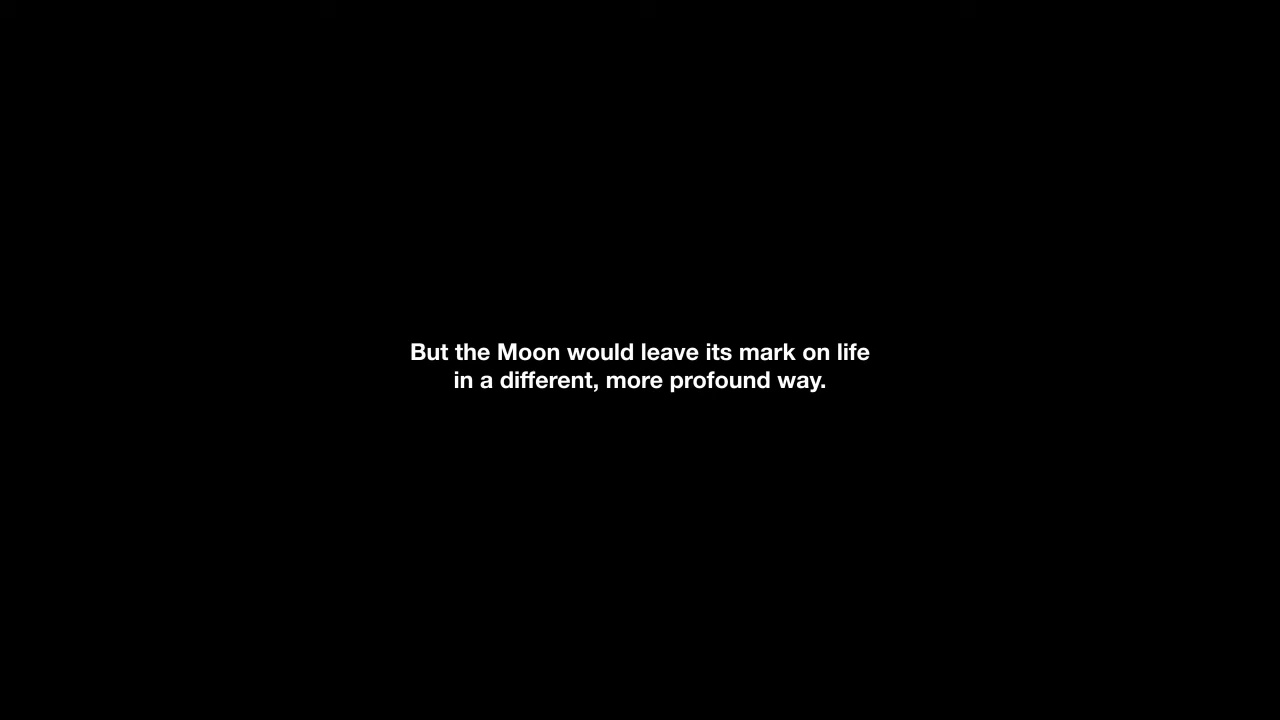 But the Moon would leave its mark on life
in a different, more profound way.